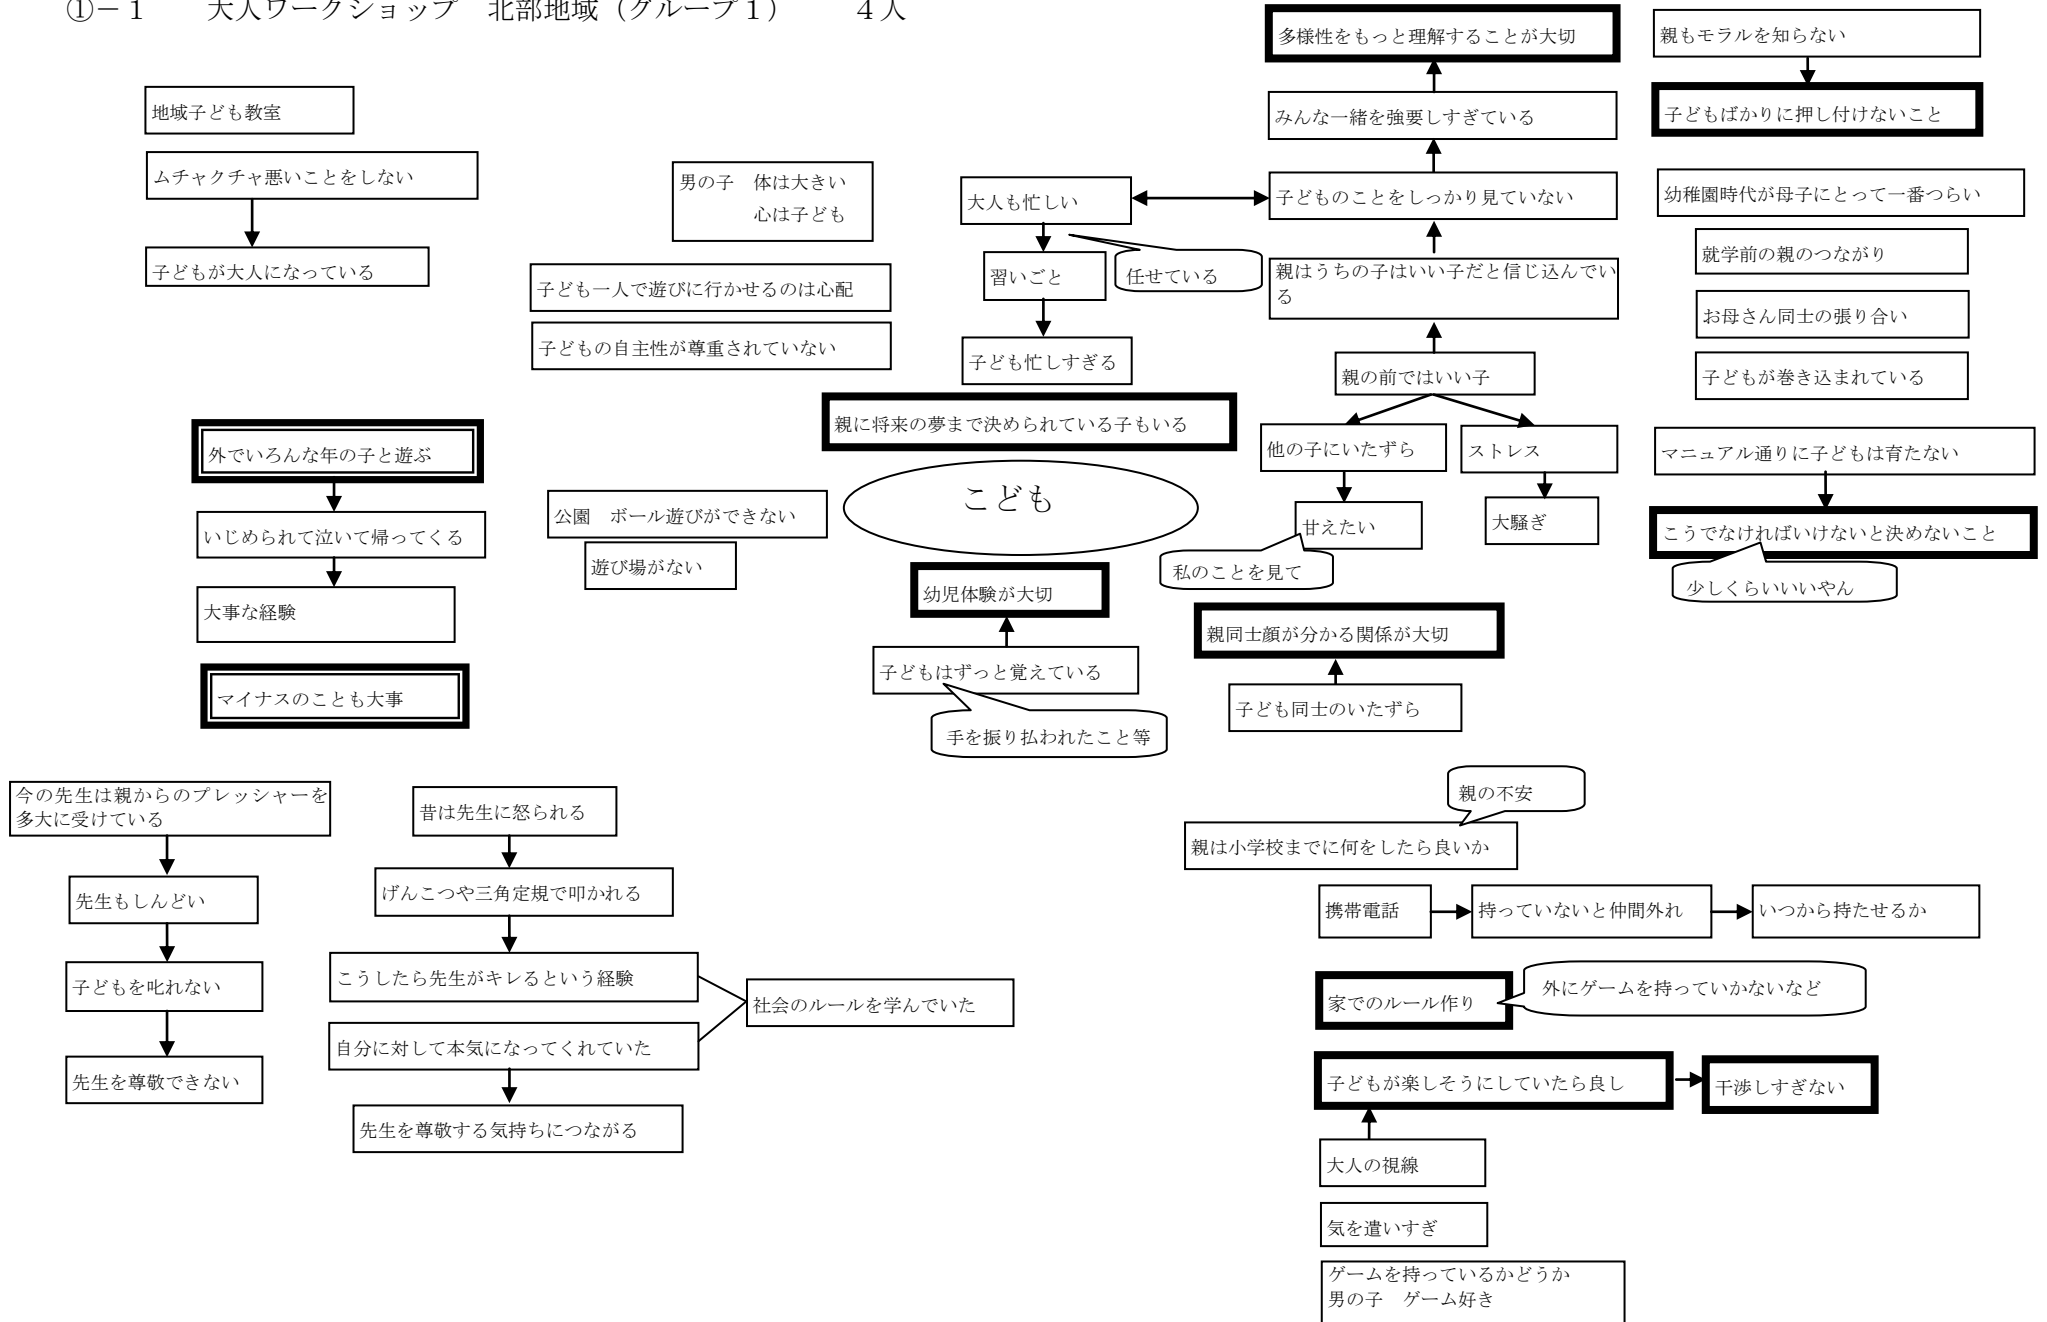 ①－１　　大人ワークショップ　北部地域（グループ１）　　４人
多様性をもっと理解することが大切
親もモラルを知らない
地域子ども教室
みんな一緒を強要しすぎている
子どもばかりに押し付けないこと
ムチャクチャ悪いことをしない
子どもが大人になっている
男の子　体は大きい
心は子ども
大人も忙しい
子どものことをしっかり見ていない
幼稚園時代が母子にとって一番つらい
子ども一人で遊びに行かせるのは心配
習いごと
任せている
親はうちの子はいい子だと信じ込んでい
る
就学前の親のつながり
お母さん同士の張り合い
子どもの自主性が尊重されていない
子ども忙しすぎる
親の前ではいい子
子どもが巻き込まれている
親に将来の夢まで決められている子もいる
他の子にいたずら
ストレス
マニュアル通りに子どもは育たない
外でいろんな年の子と遊ぶ
こども
公園　ボール遊びができない
甘えたい
大騒ぎ
こうでなければいけないと決めないこと
いじめられて泣いて帰ってくる
遊び場がない
私のことを見て
少しくらいいいやん
大事な経験
幼児体験が大切
親同士顔が分かる関係が大切
マイナスのことも大事
子どもはずっと覚えている
子ども同士のいたずら
手を振り払われたこと等
今の先生は親からのプレッシャーを
多大に受けている
先生もしんどい
子どもを叱れない
先生を尊敬できない
昔は先生に怒られる
げんこつや三角定規で叩かれる
こうしたら先生がキレるという経験
自分に対して本気になってくれていた
社会のルールを学んでいた
先生を尊敬する気持ちにつながる
親の不安
親は小学校までに何をしたら良いか
携帯電話
持っていないと仲間外れ
いつから持たせるか
家でのルール作り
外にゲームを持っていかないなど
子どもが楽しそうにしていたら良し
干渉しすぎない
大人の視線
気を遣いすぎ
ゲームを持っているかどうか
男の子　ゲーム好き